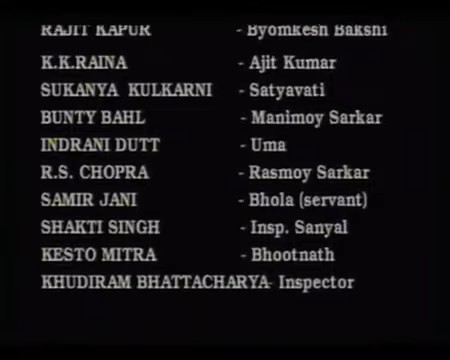 RAJIT KAPUR - Byomkesh Bakshi
K.K.RAINA - Ajit Kumar
SUKANYA KULKARNI - Satyavati
BUNTY BAHL - Manimoy Sarkar
INDRANI DUTT - Uma
R.S. CHOPRA - Rasmoy Sarkar
SAMIR JANI - Bhola (servant)
SHAKTI SINGH - Insp. Sanyal
KESTO MITRA - Bhootnath
KHUDIRAM BHATTACHARYA- Inspector